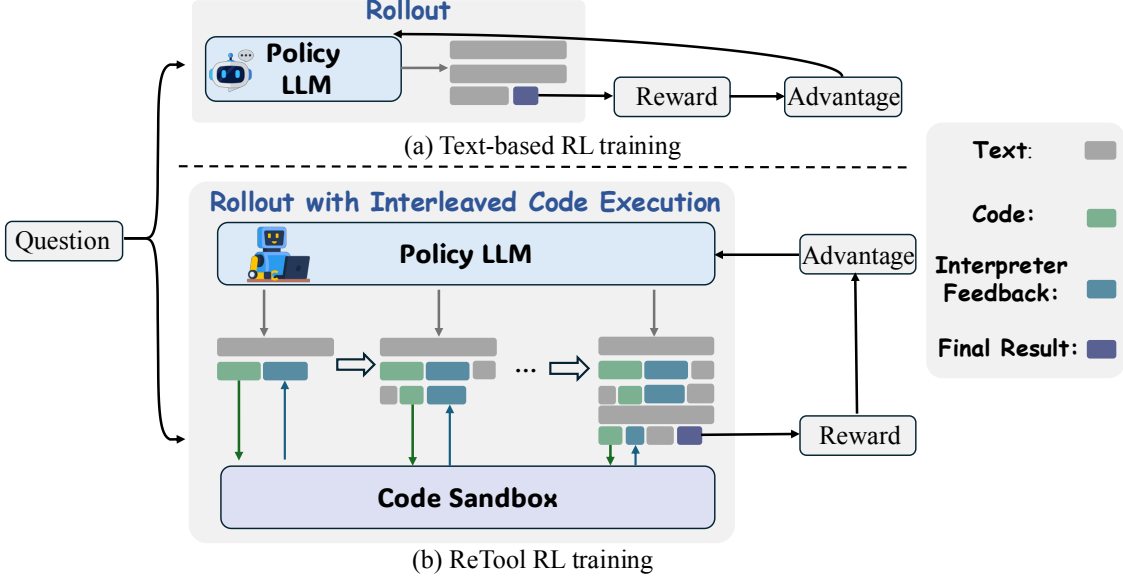 Rollout
Policy
LLM
Reward
Advantage
(a) Text-based RL training
Question
Rollout with Interleaved Code Execution
Policy LLM
...
Code Sandbox
Advantage
Reward
(b) ReTool RL training
Text:
Code:
Interpreter
Feedback:
Final Result: